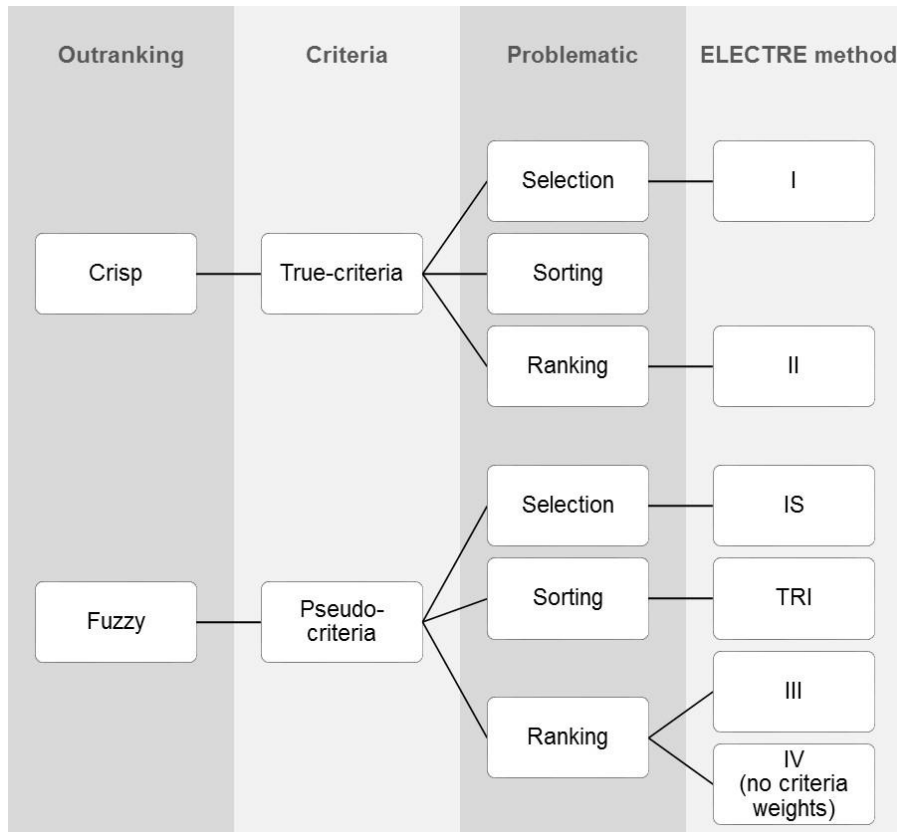 Outranking Criteria Problematic ELECTRE method
Selection I
Crisp True-criteria Sorting
Ranking II
Selection IS
Fuzzy Pseudo-
criteria
Sorting TRI
Ranking III
IV
(no criteria
weights)